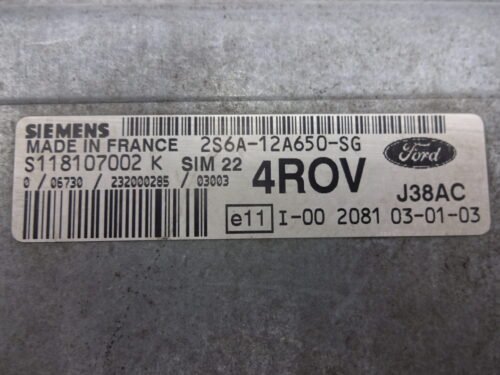 SIEMENS
MADE IN FRANCE 2S6A-12A650-SG
S118107002 K SIM 22
0 / 06730 / 232000285 / 03003
4ROV
Ford
J38AC
e11 I-00 2081 03-01-03